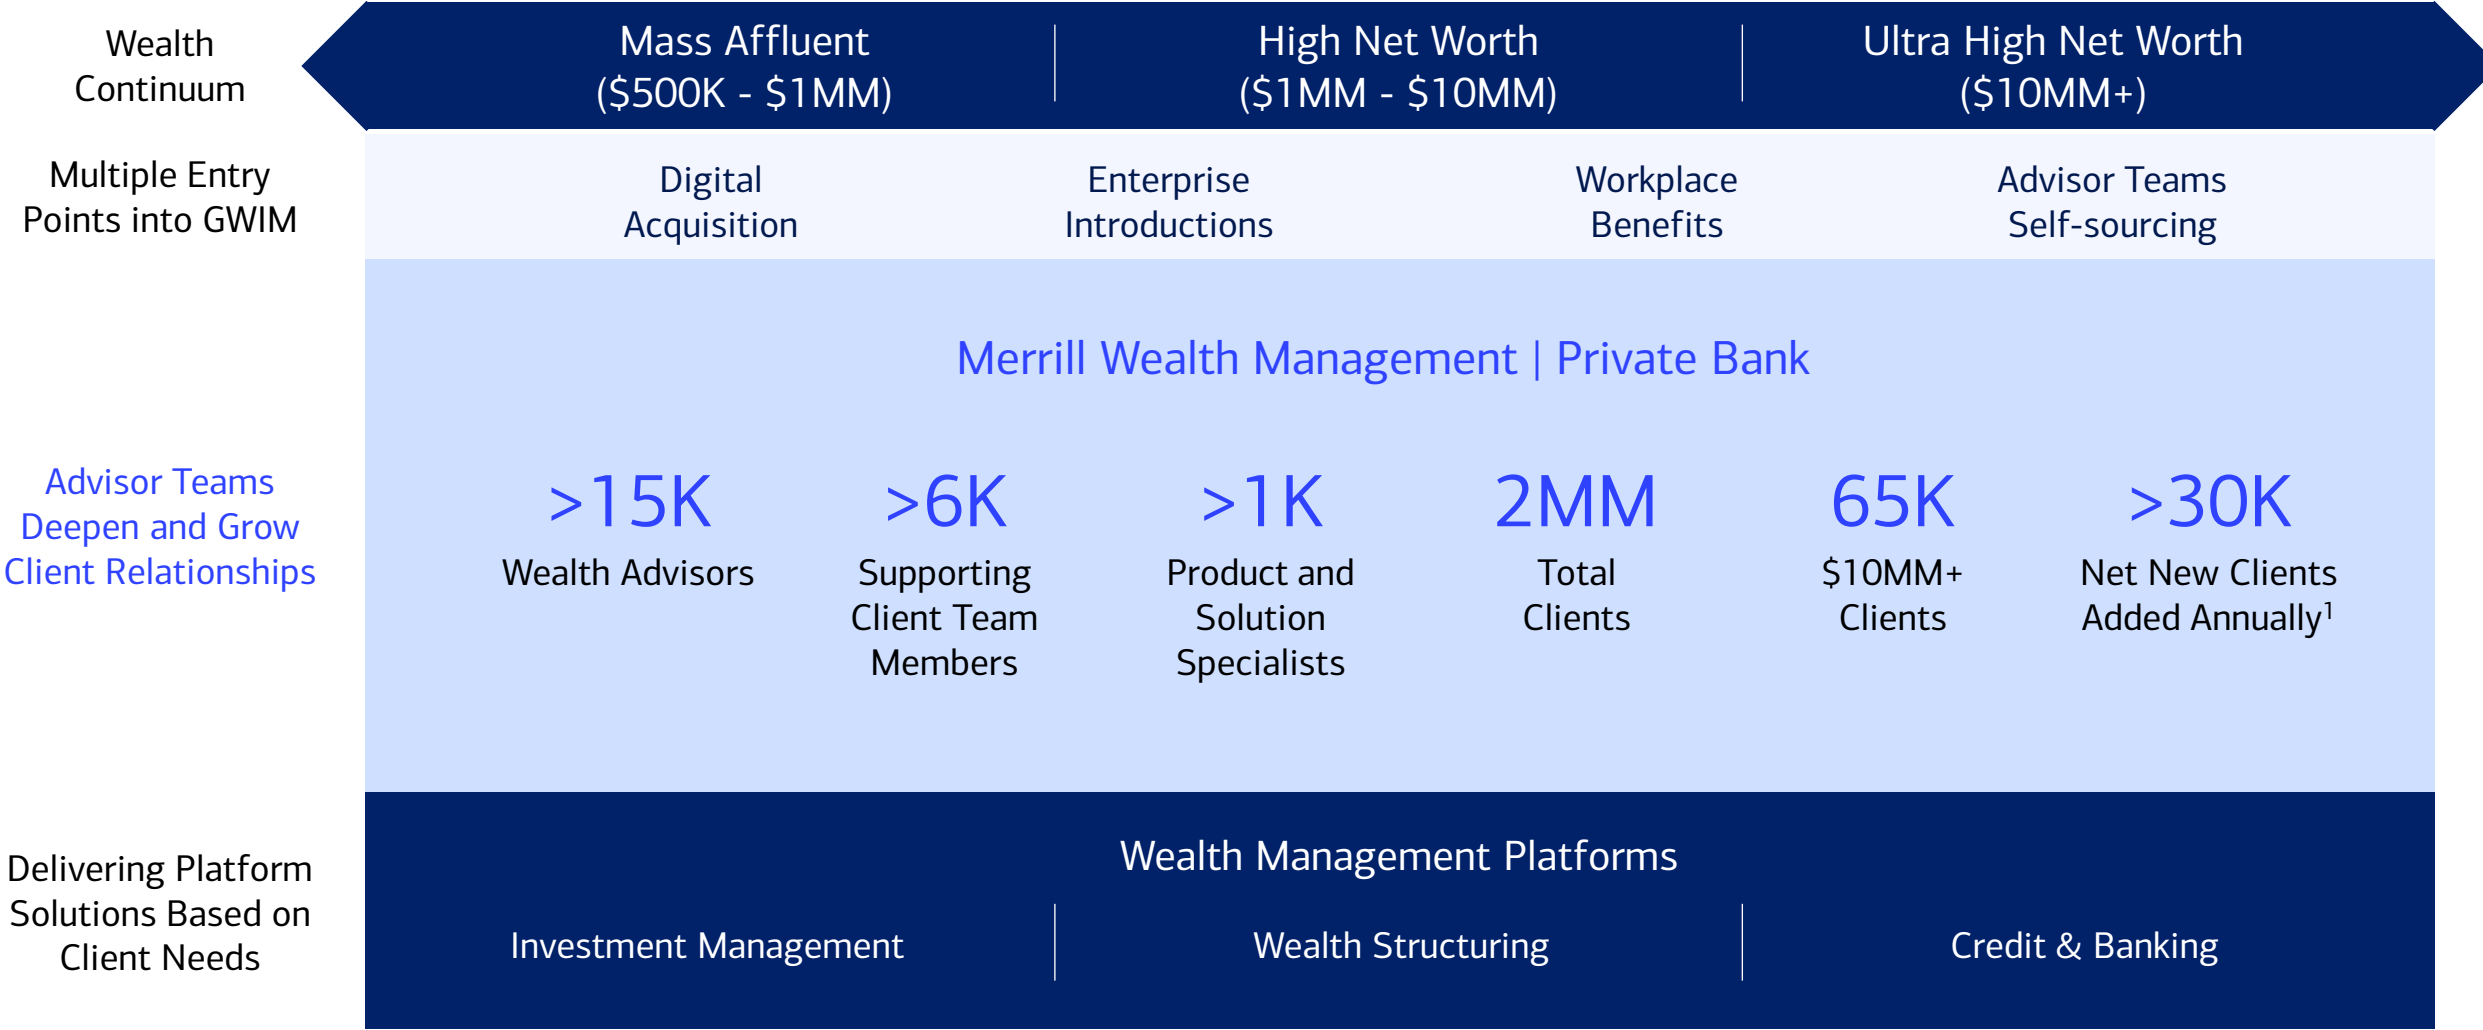 Wealth
Continuum
Mass Affluent
($500K - $1MM)
High Net Worth
($1MM - $10MM)
Ultra High Net Worth
($10MM+)
Multiple Entry
Points into GWIM
Digital
Acquisition
Enterprise
Introductions
Workplace
Benefits
Advisor Teams
Self-sourcing
Merrill Wealth Management | Private Bank
Advisor Teams
Deepen and Grow
Client Relationships
>15K
Wealth Advisors
>6K
Supporting
Client Team
Members
>1K
Product and
Solution
Specialists
2MM
Total
Clients
65K
$10MM+
Clients
>30K
Net New Clients
Added Annually¹
Delivering Platform
Solutions Based on
Client Needs
Wealth Management Platforms
Investment Management
Wealth Structuring
Credit & Banking